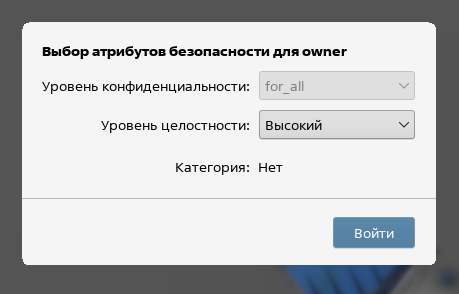 Выбор атрибутов безопасности для owner
Уровень конфиденциальности: for_all
Уровень целостности: Высокий
Категория: Нет
Войти